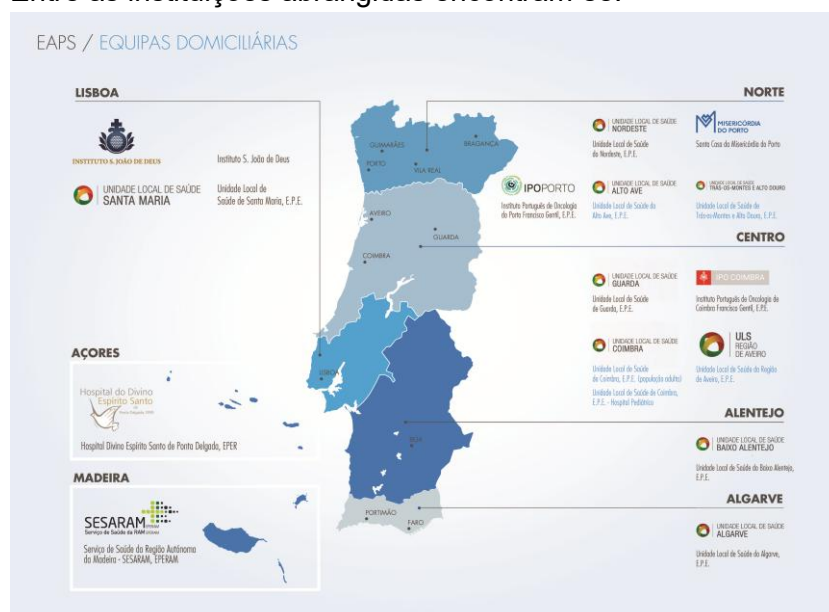 Entre as instituições abrangidas encontram-se:
EAPS / EQUIPAS DOMICILIÁRIAS
LISBOA
INSTITUTO S. JOÃO DE DEUS
Instituto S. João de Deus
UNIDADE LOCAL DE SAÚDE
SANTA MARIA
Unidade Local de
Saúde de Santa Maria, E.P.E.
AÇORES
Hospital do Divino
Espírito Santo
de Ponta Delgada, EPER
Hospital Divino Espírito Santo de Ponta Delgado, EPER
MADEIRA
SESARAM
Serviço de Saúde da RAM
Serviço de Saúde da Região Autónoma
da Madeira - SESARAM, EPERAM
GUIMARÃES
BRAGANÇA
PORTO
VILA REAL
AVEIRO
GUARDA
COIMBRA
LISBOA
BEJA
PORTIMÃO
FARO
NORTE
UNIDADE LOCAL DE SAÚDE
NORDESTE
Unidade Local de Saúde
do Nordeste, E.P.E.
MISERICÓRDIA
DO PORTO
Santa Casa da Misericórdia do Porto
IPOPORTO
Instituto Português de Oncologia
do Porto Francisco Gentil, E.P.E.
UNIDADE LOCAL DE SAÚDE
ALTO AVE
Unidade Local de Saúde do
Alto Ave, E.P.E.
UNIDADE LOCAL DE SAÚDE
TRÁS-OS-MONTES E ALTO DOURO
Unidade Local de Saúde de
Trás-os-Montes e Alto Douro, E.P.E.
CENTRO
UNIDADE LOCAL DE SAÚDE
GUARDA
Unidade Local de Saúde
de Guarda, E.P.E.
IPO COIMBRA
Instituto Português de Oncologia de
Coimbra Francisco Gentil, E.P.E.
UNIDADE LOCAL DE SAÚDE
COIMBRA
Unidade Local de Saúde
de Coimbra, E.P.E. (população adulta)
Unidade Local de Saúde de Coimbra,
E.P.E. - Hospital Pediátrico
ULS
REGIÃO
DE AVEIRO
Unidade Local de Saúde da Região
de Aveiro, E.P.E.
ALENTEJO
UNIDADE LOCAL DE SAÚDE
BAIXO ALENTEJO
Unidade Local de Saúde do Baixo Alentejo,
E.P.E.
ALGARVE
UNIDADE LOCAL DE SAÚDE
ALGARVE
Unidade Local de Saúde do Algarve,
E.P.E.